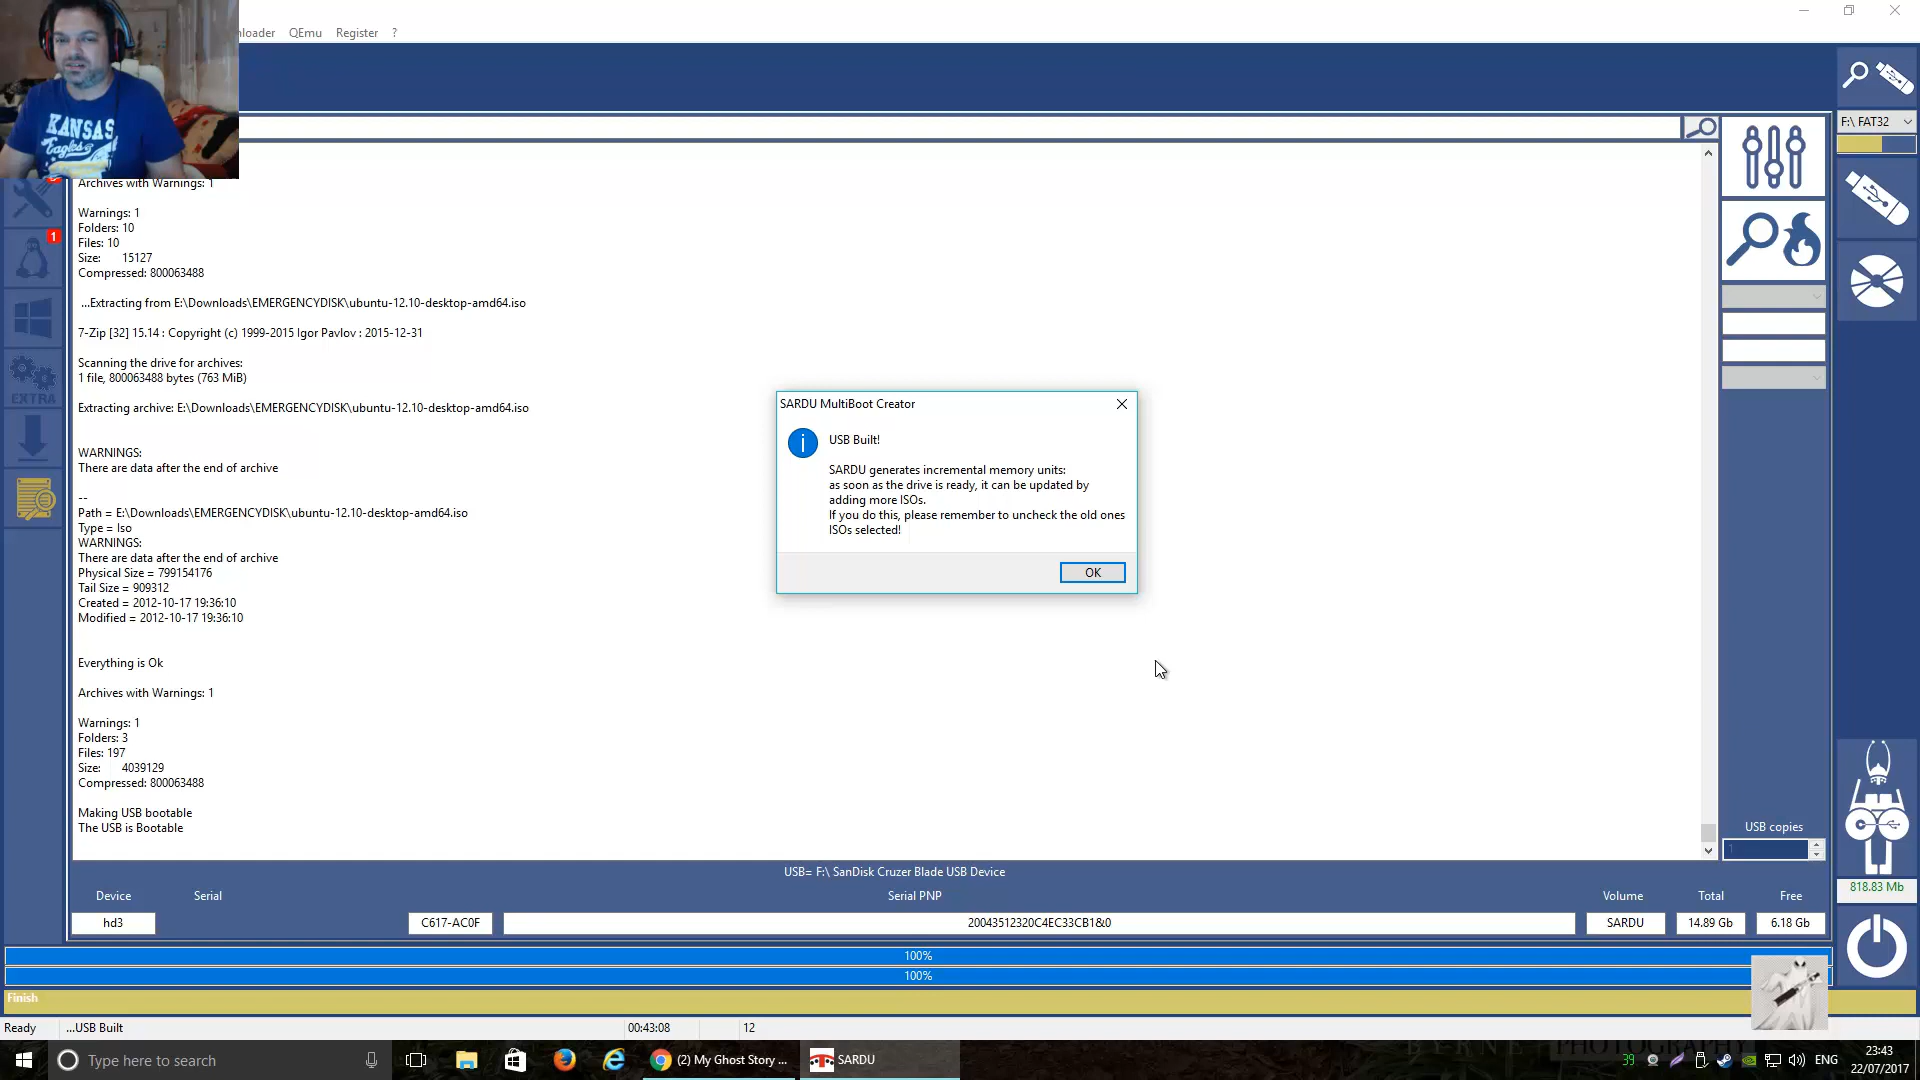 nloader QEmu Register ?
KANSAS
Eagles
F:\ FAT32
Archives with Warnings: 1
Warnings: 1
Folders: 10
Files: 10
Size: 15127
Compressed: 800063488
...Extracting from E:\Downloads\EMERGENCYDISK\ubuntu-12.10-desktop-amd64.iso
7-Zip [32] 15.14 : Copyright (c) 1999-2015 Igor Pavlov : 2015-12-31
Scanning the drive for archives:
1 file, 800063488 bytes (763 MiB)
Extracting archive: E:\Downloads\EMERGENCYDISK\ubuntu-12.10-desktop-amd64.iso
WARNINGS:
There are data after the end of archive
--
Path = E:\Downloads\EMERGENCYDISK\ubuntu-12.10-desktop-amd64.iso
Type = Iso
WARNINGS:
There are data after the end of archive
Physical Size = 799154176
Tail Size = 909312
Created = 2012-10-17 19:36:10
Modified = 2012-10-17 19:36:10
Everything is Ok
Archives with Warnings: 1
Warnings: 1
Folders: 3
Files: 197
Size: 4039129
Compressed: 800063488
Making USB bootable
The USB is Bootable
1
EXTRA
SARDU MultiBoot Creator
USB Built!
SARDU generates incremental memory units:
as soon as the drive is ready, it can be updated by
adding more ISOs.
If you do this, please remember to uncheck the old ones
ISOs selected!
OK
USB copies
1
818.83 Mb
USB= F:\ SanDisk Cruzer Blade USB Device
Device Serial Serial PNP Volume Total Free
hd3 C617-AC0F 20043512320C4EC33CB1&0 SARDU 14.89 Gb 6.18 Gb
100%
100%
Finish
Ready ...USB Built 00:43:08 12
Type here to search
(2) My Ghost Story ...
SARDU
BYRNE PHOTOGRAPHY
39
ENG
23:43
22/07/2017